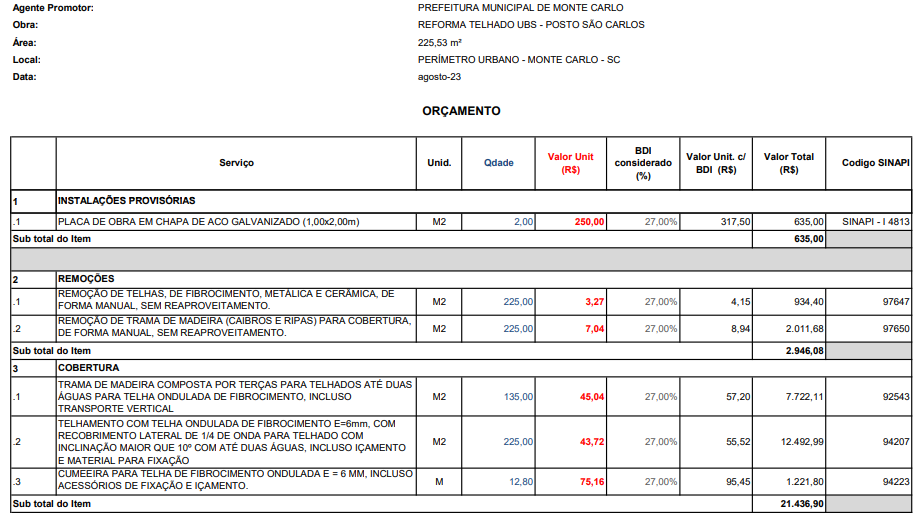 Agente Promotor: PREFEITURA MUNICIPAL DE MONTE CARLO
Obra: REFORMA TELHADO UBS - POSTO SÃO CARLOS
Área: 225,53 m²
Local: PERÍMETRO URBANO - MONTE CARLO - SC
Data: agosto-23
ORÇAMENTO
Serviço Unid. Qdade Valor Unit (R$) BDI considerado (%) Valor Unit. c/ BDI (R$) Valor Total (R$) Codigo SINAPI
1 INSTALAÇÕES PROVISÓRIAS
.1 PLACA DE OBRA EM CHAPA DE ACO GALVANIZADO (1,00x2,00m) M2 2,00 250,00 27,00% 317,50 635,00 SINAPI - I 4813
Sub total do Item 635,00
2 REMOÇÕES
.1 REMOÇÃO DE TELHAS, DE FIBROCIMENTO, METÁLICA E CERÂMICA, DE
FORMA MANUAL, SEM REAPROVEITAMENTO. M2 225,00 3,27 27,00% 4,15 934,40 97647
.2 REMOÇÃO DE TRAMA DE MADEIRA (CAIBROS E RIPAS) PARA COBERTURA,
DE FORMA MANUAL, SEM REAPROVEITAMENTO. M2 225,00 7,04 27,00% 8,94 2.011,68 97650
Sub total do Item 2.946,08
3 COBERTURA
.1 TRAMA DE MADEIRA COMPOSTA POR TERÇAS PARA TELHADOS ATÉ DUAS
ÁGUAS PARA TELHA ONDULADA DE FIBROCIMENTO, INCLUSO
TRANSPORTE VERTICAL M2 135,00 45,04 27,00% 57,20 7.722,11 92543
.2 TELHAMENTO COM TELHA ONDULADA DE FIBROCIMENTO E=6mm, COM
RECOBRIMENTO LATERAL DE 1/4 DE ONDA PARA TELHADO COM
INCLINAÇÃO MAIOR QUE 10º COM ATÉ DUAS ÁGUAS, INCLUSO IÇAMENTO
E MATERIAL PARA FIXAÇÃO M2 225,00 43,72 27,00% 55,52 12.492,99 94207
.3 CUMEEIRA PARA TELHA DE FIBROCIMENTO ONDULADA E = 6 MM, INCLUSO
ACESSÓRIOS DE FIXAÇÃO E IÇAMENTO. M 12,80 75,16 27,00% 95,45 1.221,80 94223
Sub total do Item 21.436,90